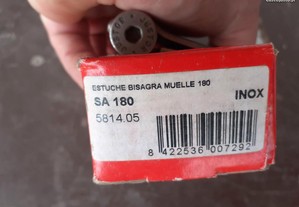 ESTUCHE BISAGRA MUELLE 180
SA 180
INOX
5814.05
8 422536 007292